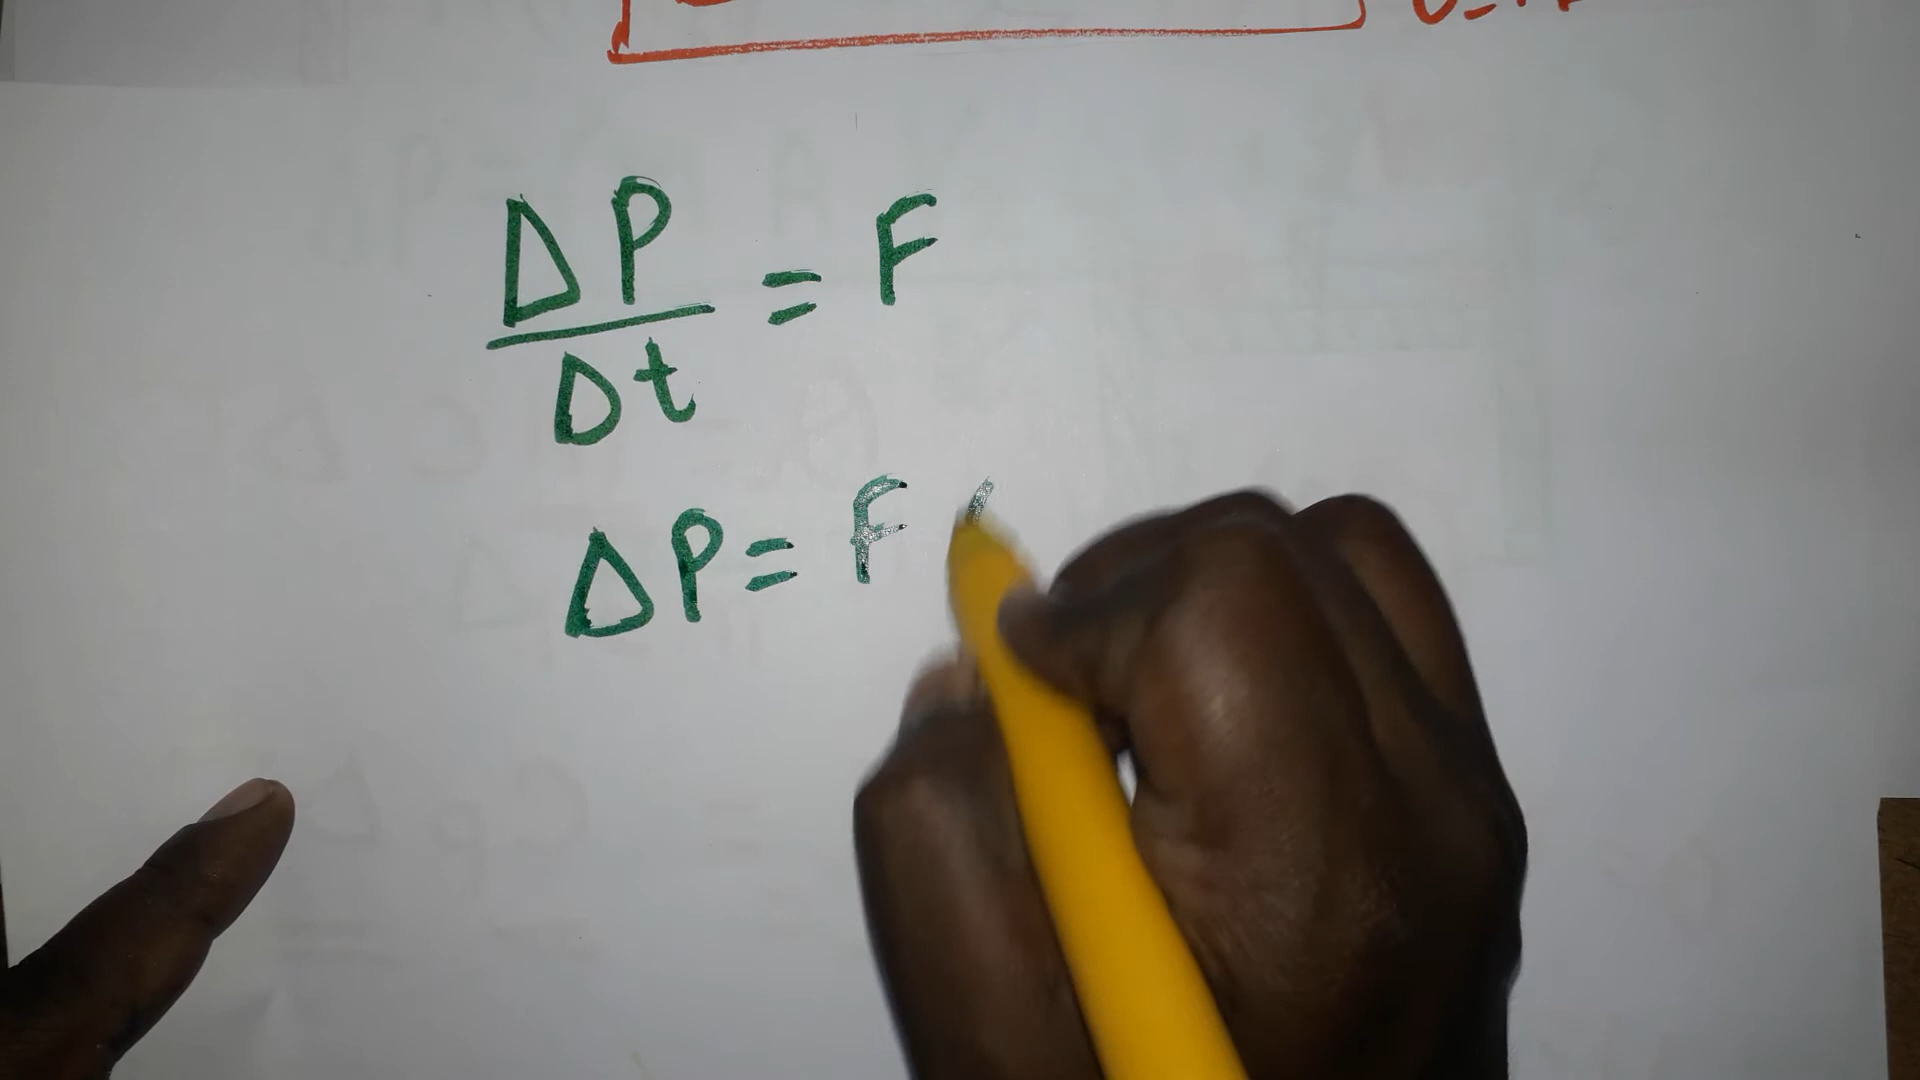 ΔP/Δt = F
ΔP = F